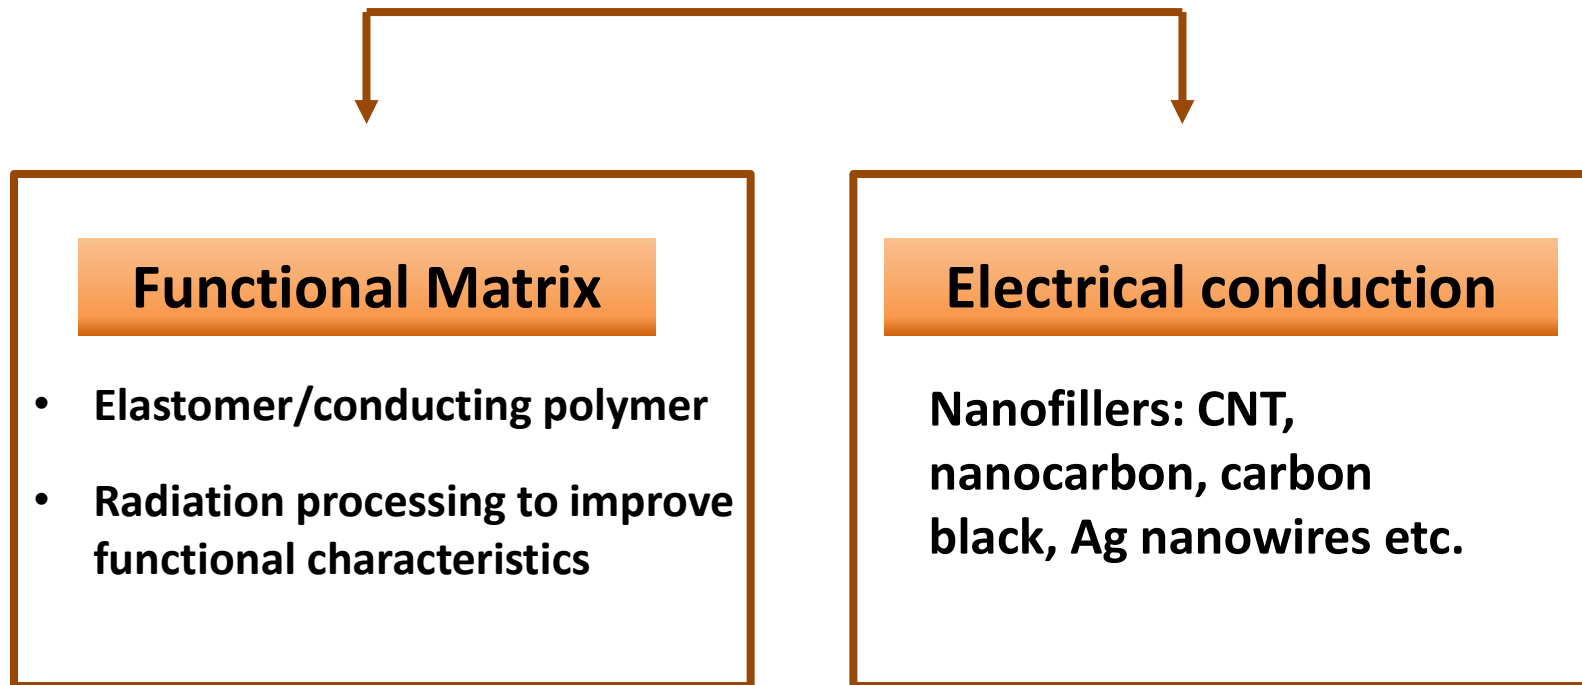 Functional Matrix
• Elastomer/conducting polymer
• Radiation processing to improve
functional characteristics
Electrical conduction
Nanofillers: CNT,
nanocarbon, carbon
black, Ag nanowires etc.